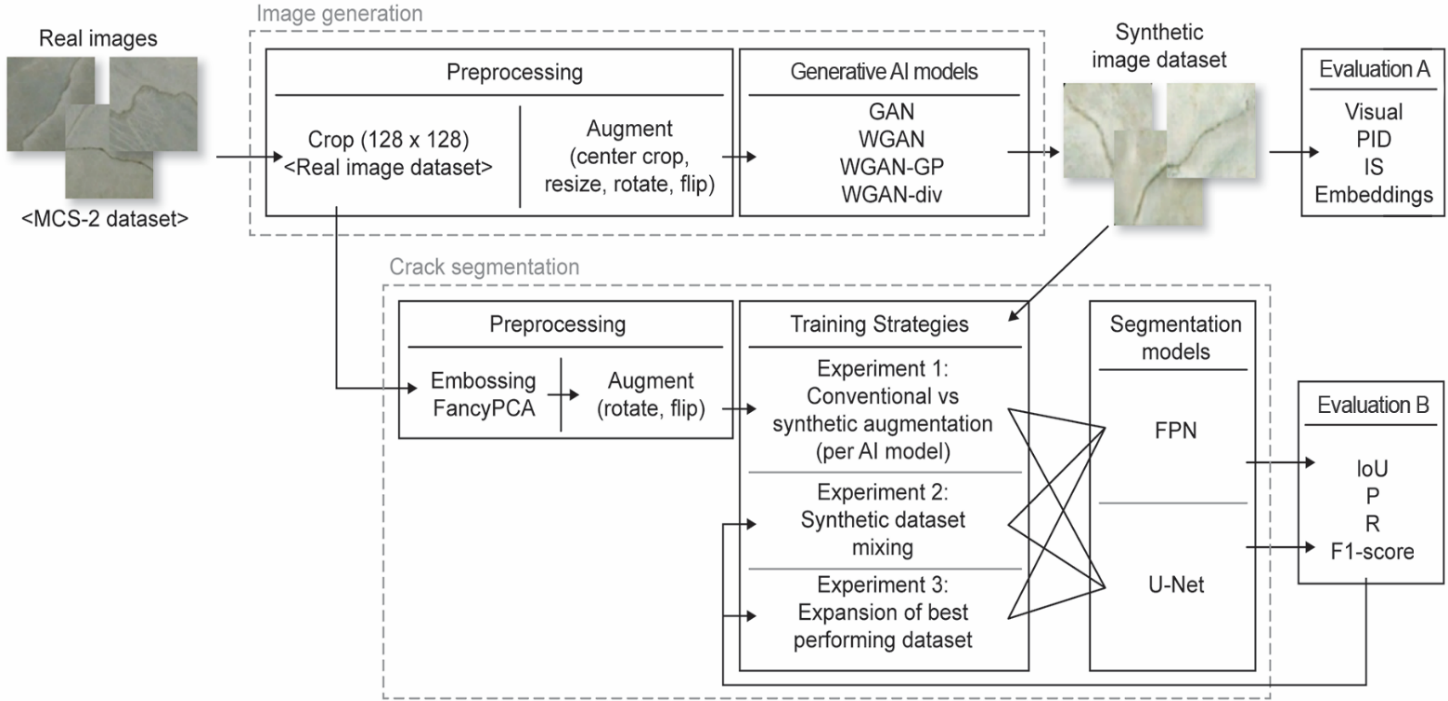 Image generation
Real images
<MCS-2 dataset>
Preprocessing
Crop (128 x 128)
<Real image dataset>
Augment
(center crop,
resize, rotate, flip)
Generative AI models
GAN
WGAN
WGAN-GP
WGAN-div
Synthetic
image dataset
Evaluation A
Visual
PID
IS
Embeddings
Crack segmentation
Preprocessing
Embossing
FancyPCA
Augment
(rotate, flip)
Training Strategies
Experiment 1:
Conventional vs
synthetic augmentation
(per AI model)
Experiment 2:
Synthetic dataset
mixing
Experiment 3:
Expansion of best
performing dataset
Segmentation
models
FPN
U-Net
Evaluation B
IoU
P
R
F1-score